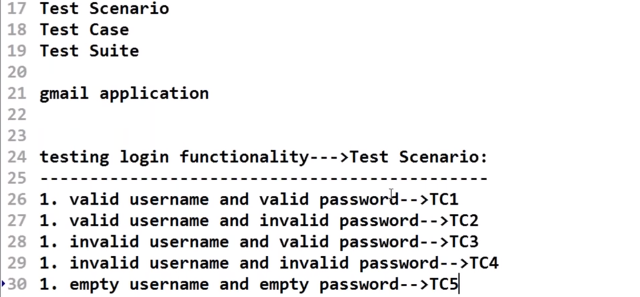 17 Test Scenario
18 Test Case
19 Test Suite
20
21 gmail application
22
23
24 testing login functionality--->Test Scenario:
25 ---------------------------------------------
26 1. valid username and valid password-->TC1
27 1. valid username and invalid password-->TC2
28 1. invalid username and valid password-->TC3
29 1. invalid username and invalid password-->TC4
30 1. empty username and empty password-->TC5